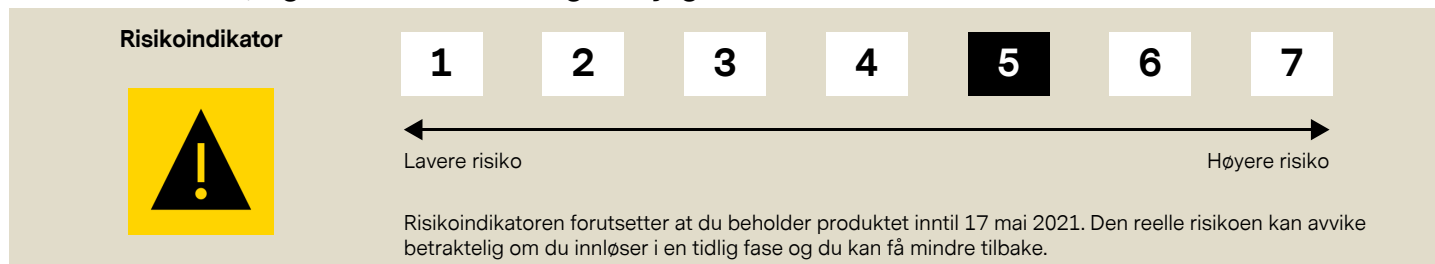 Risikoindikator
1 2 3 4 5 6 7
Lavere risiko Høyere risiko
Risikoindikatoren forutsetter at du beholder produktet inntil 17 mai 2021. Den reelle risikoen kan avvike
betraktelig om du innløser i en tidlig fase og du kan få mindre tilbake.